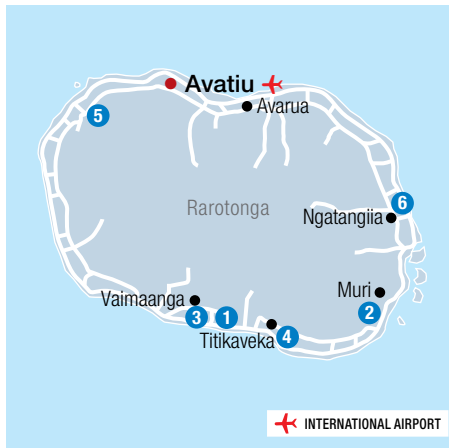 Avatiu
Avarua
5
Rarotonga
6
Ngatangiia
Muri
Vaimaanga
2
3
1
Titikaveka
4
INTERNATIONAL AIRPORT